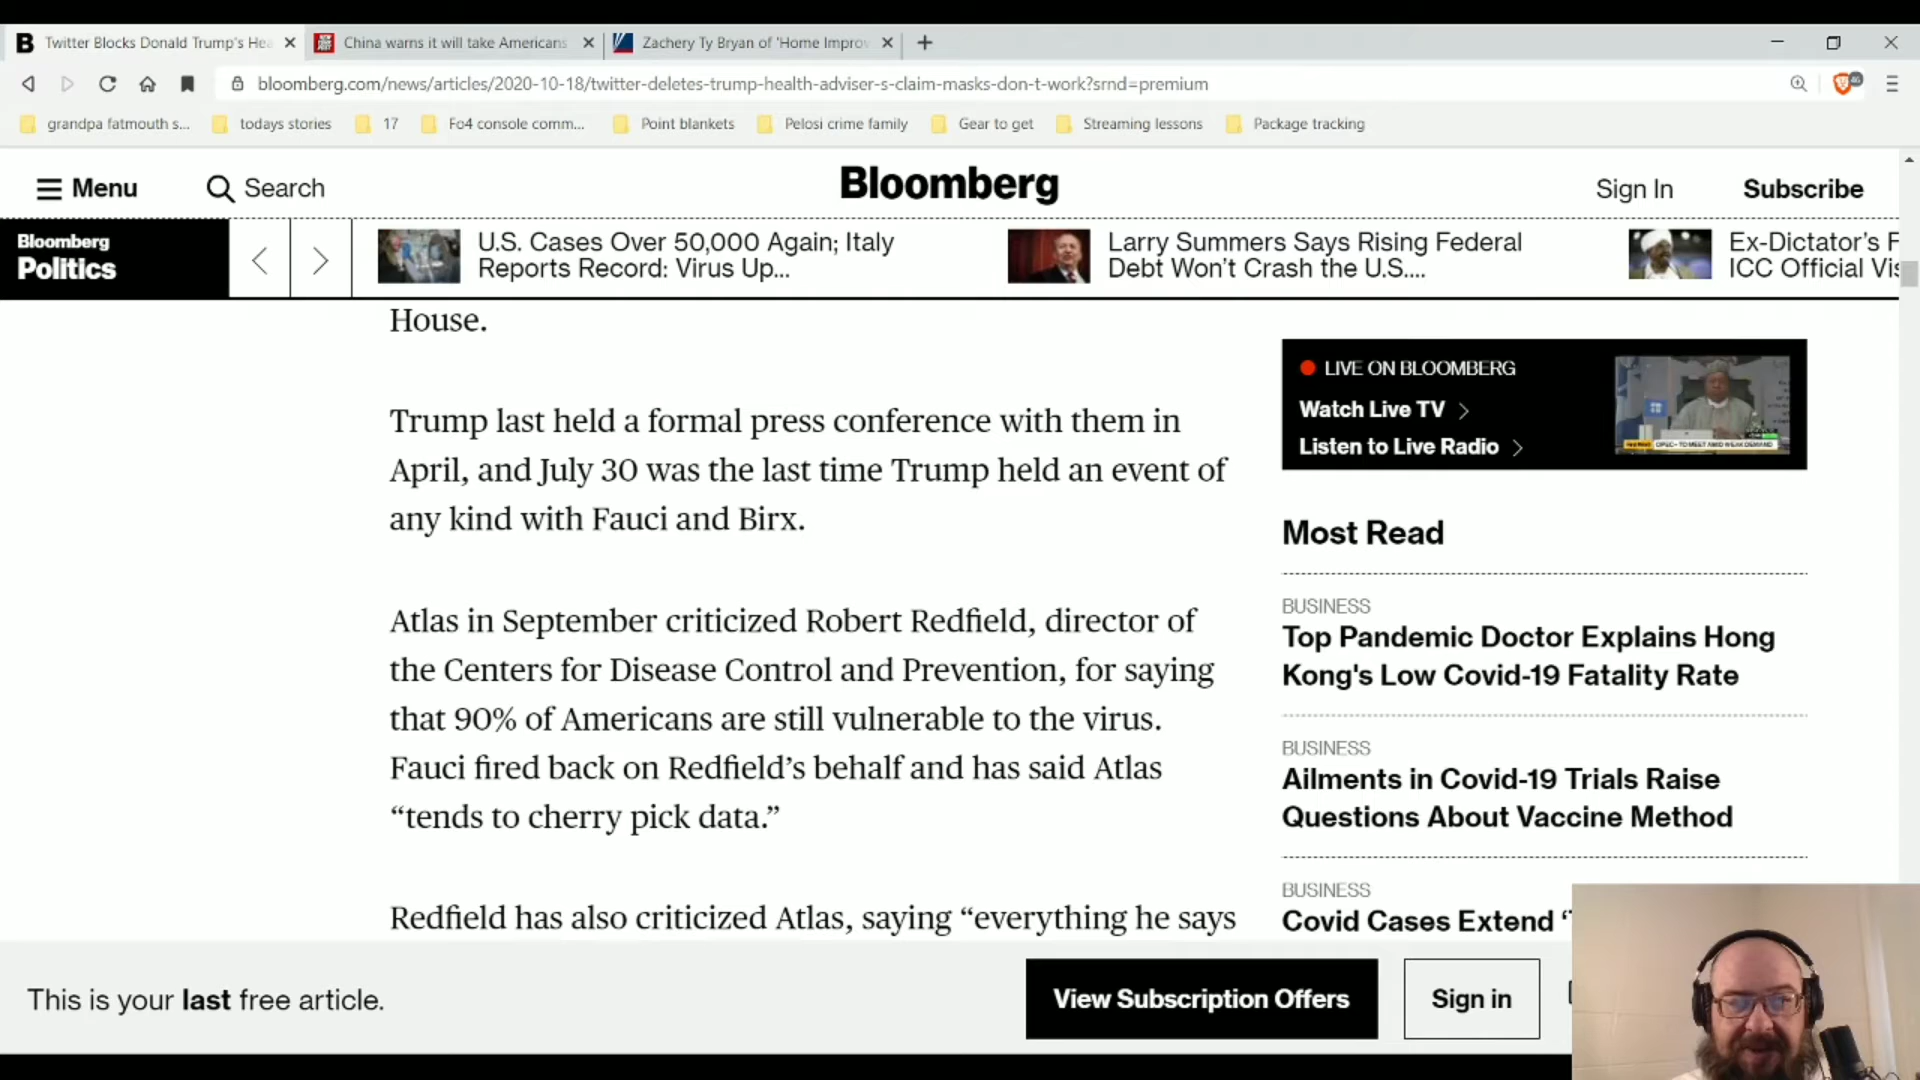 Twitter Blocks Donald Trump's Hea
China warns it will take Americans
Zachery Ty Bryan of 'Home Improv
bloomberg.com/news/articles/2020-10-18/twitter-deletes-trump-health-adviser-s-claim-masks-don-t-work?srnd=premium
grandpa fatmouth s...
todays stories
17
Fo4 console comm...
Point blankets
Pelosi crime family
Gear to get
Streaming lessons
Package tracking
Menu
Search
Bloomberg
Sign In
Subscribe
Bloomberg
Politics
U.S. Cases Over 50,000 Again; Italy
Reports Record: Virus Up...
Larry Summers Says Rising Federal
Debt Won't Crash the U.S....
Ex-Dictator's F
ICC Official Vis
House.
Trump last held a formal press conference with them in
April, and July 30 was the last time Trump held an event of
any kind with Fauci and Birx.
Atlas in September criticized Robert Redfield, director of
the Centers for Disease Control and Prevention, for saying
that 90% of Americans are still vulnerable to the virus.
Fauci fired back on Redfield's behalf and has said Atlas
“tends to cherry pick data.”
Redfield has also criticized Atlas, saying “everything he says
LIVE ON BLOOMBERG
Watch Live TV
Listen to Live Radio
OPEC+ TO MEET AMID WEAK DEMAND
Most Read
BUSINESS
Top Pandemic Doctor Explains Hong
Kong's Low Covid-19 Fatality Rate
BUSINESS
Ailments in Covid-19 Trials Raise
Questions About Vaccine Method
BUSINESS
Covid Cases Extend
This is your last free article.
View Subscription Offers
Sign in